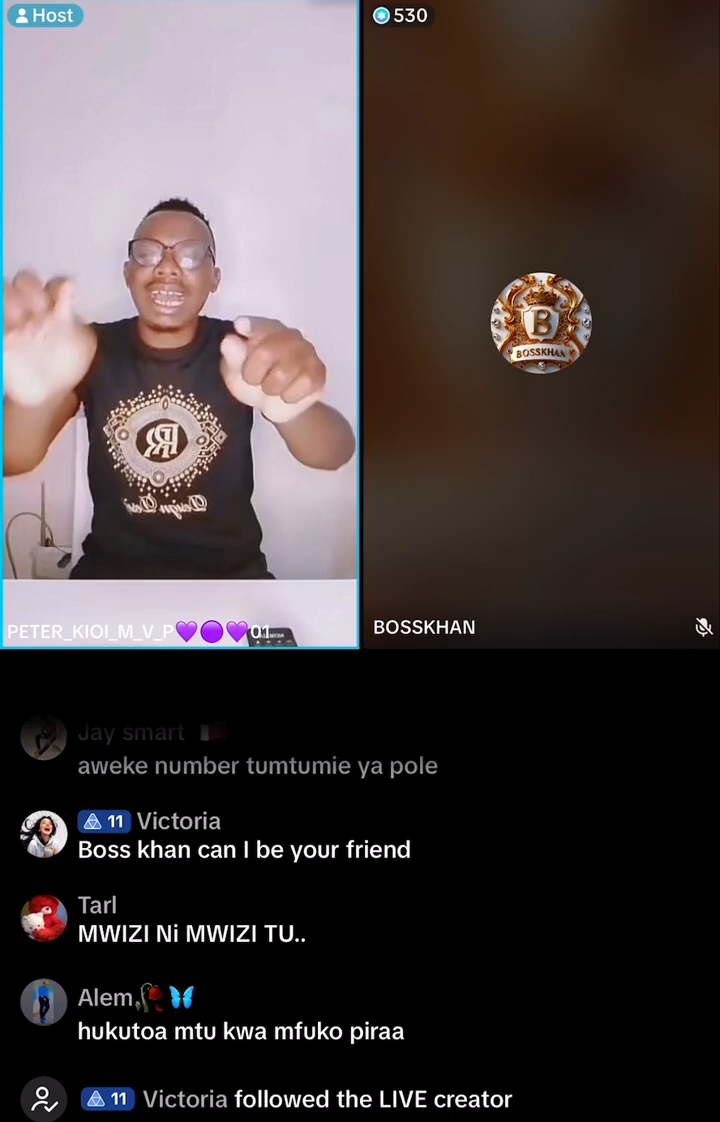 Host
530
B
BOSSKHAN
Design Desi
PETER_KIOI_M_V_P💜🟣💜01
BOSSKHAN
Jay smart
aweke number tumtumie ya pole
11 Victoria
Boss khan can I be your friend
Tarl
MWIZI Ni MWIZI TU..
Alem🥀🦋
hukutoa mtu kwa mfuko piraa
11 Victoria followed the LIVE creator